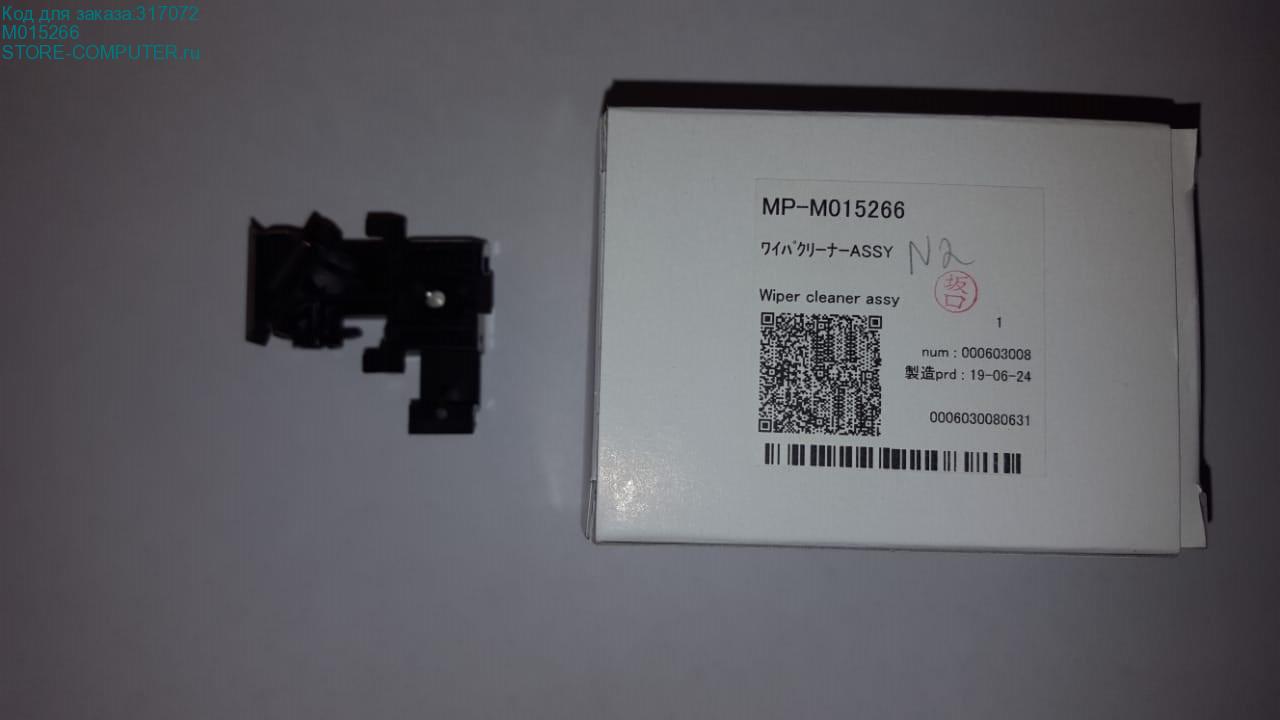 Код для заказа:317072
M015266
STORE-COMPUTER.ru
MP-M015266
ﾜｲﾊﾟｸﾘｰﾅｰASSY
N2
坂口
Wiper cleaner assy
1
num : 000603008
製造prd : 19-06-24
0006030080631